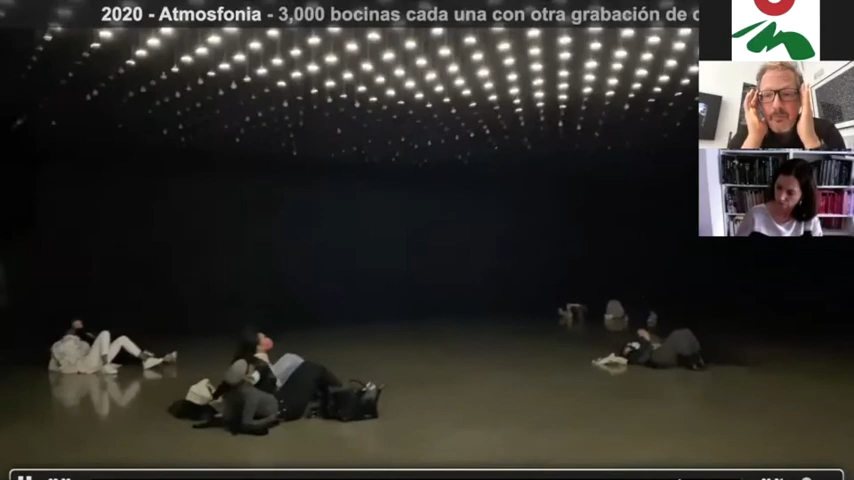 2020 - Atmosfonia - 3,000 bocinas cada una con otra grabación de